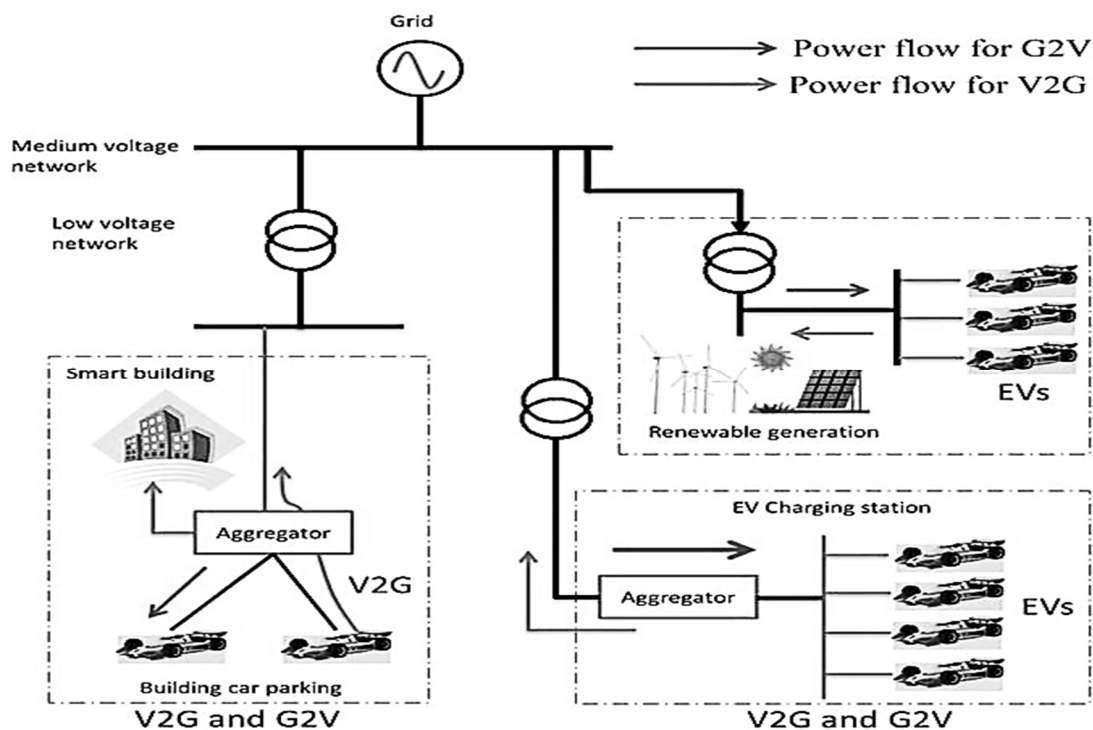 Grid
Power flow for G2V
Power flow for V2G
Medium voltage
network
Low voltage
network
Smart building
Aggregator
V2G
Building car parking
V2G and G2V
Renewable generation
EVs
EV Charging station
Aggregator
EVs
V2G and G2V